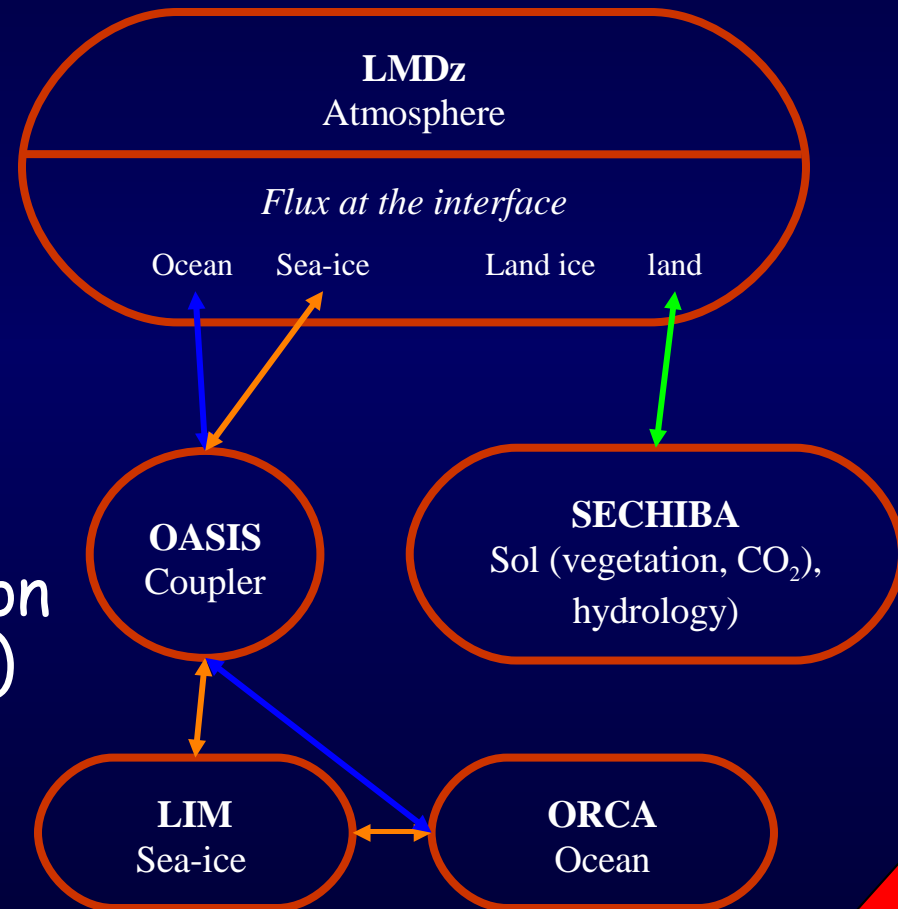 LMDz
Atmosphere
Flux at the interface
Ocean Sea-ice Land ice land
OASIS
Coupler
SECHIBA
Sol (vegetation, CO₂),
hydrology)
on
)
LIM
Sea-ice
ORCA
Ocean